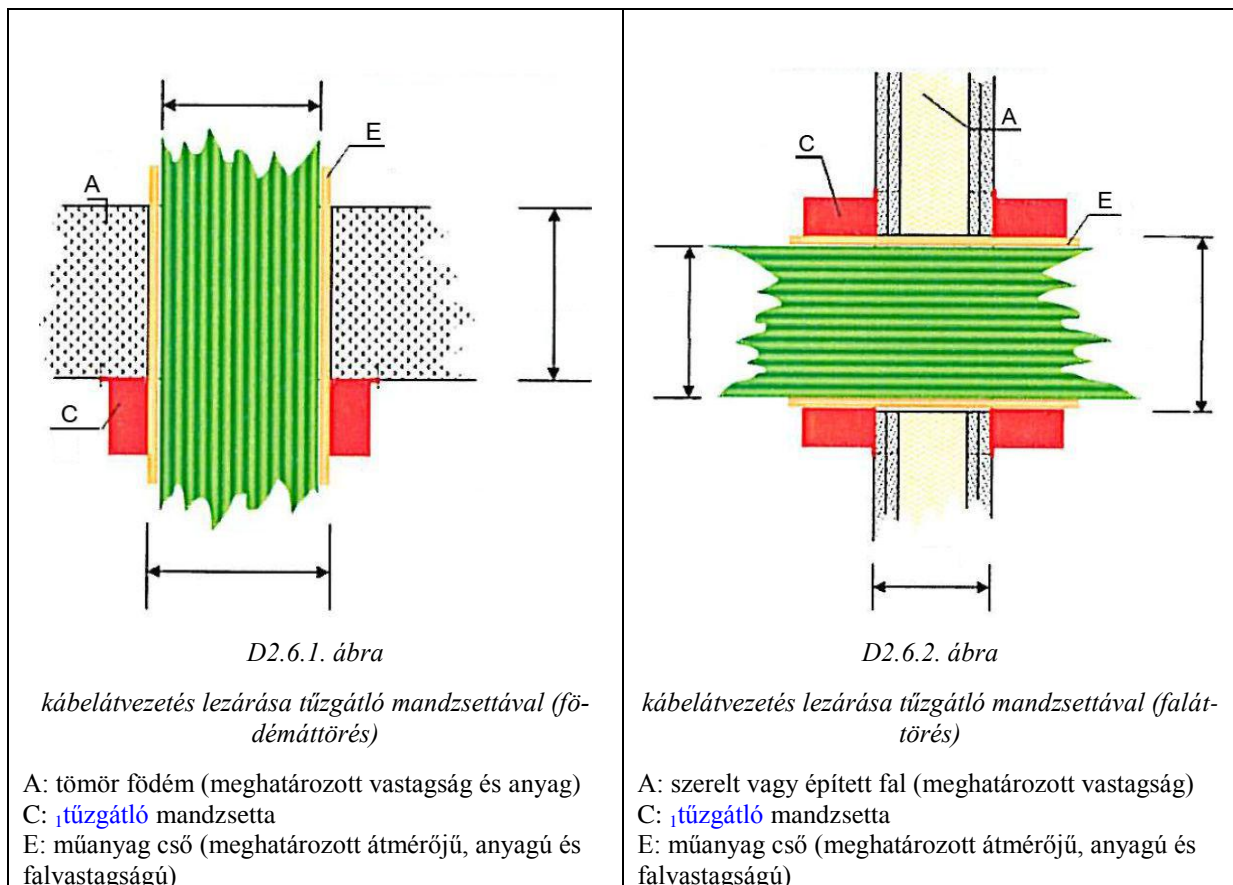 A
E
C
D2.6.1. ábra
kábelátvezetés lezárása tűzgátló mandzsettával (fö-
démáttörés)
A: tömör födém (meghatározott vastagság és anyag)
C: 1tűzgátló mandzsetta
E: műanyag cső (meghatározott átmérőjű, anyagú és
falvastagságú)
A
C
E
D2.6.2. ábra
kábelátvezetés lezárása tűzgátló mandzsettával (falát-
törés)
A: szerelt vagy épített fal (meghatározott vastagság)
C: 1tűzgátló mandzsetta
E: műanyag cső (meghatározott átmérőjű, anyagú és
falvastagságú)